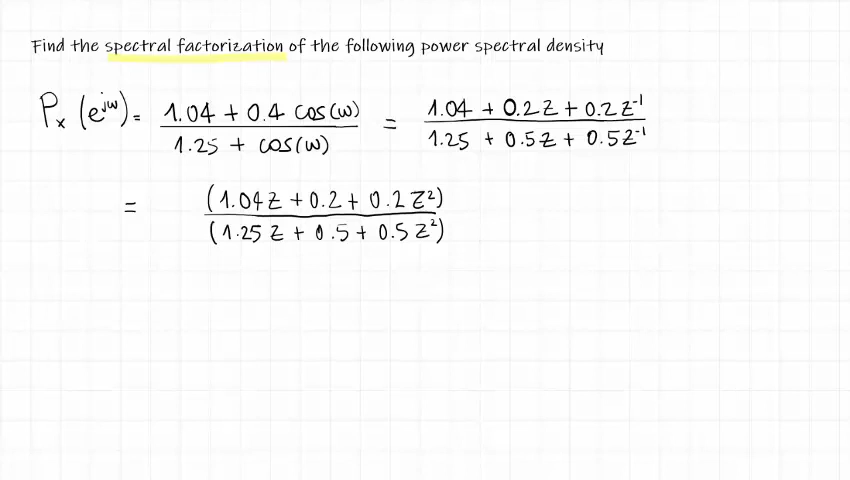 Find the spectral factorization of the following power spectral density
Pₓ (e^jω) = (1.04 + 0.4 cos(ω)) / (1.25 + cos(ω)) = (1.04 + 0.2z + 0.2z⁻¹) / (1.25 + 0.5z + 0.5z⁻¹)
= (1.04z + 0.2 + 0.2z²) / (1.25z + 0.5 + 0.5z²)